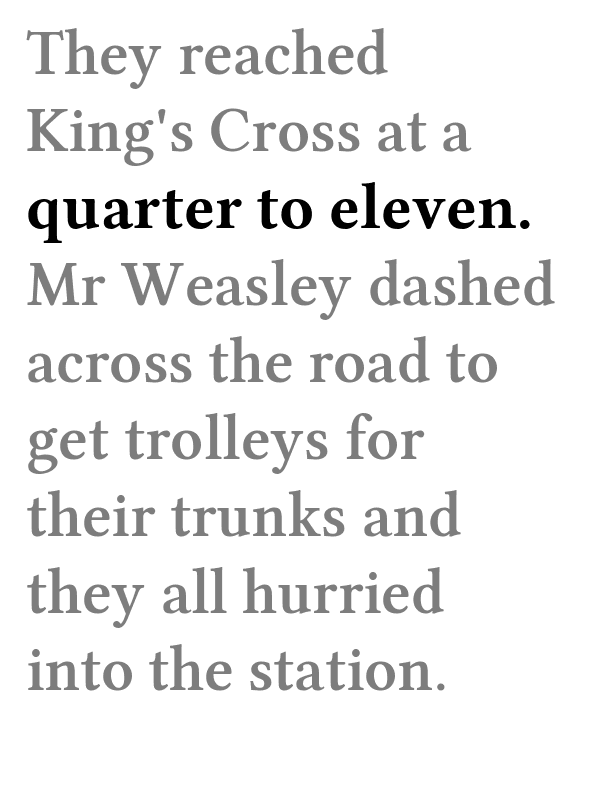 They reached
King's Cross at a
quarter to eleven.
Mr Weasley dashed
across the road to
get trolleys for
their trunks and
they all hurried
into the station.